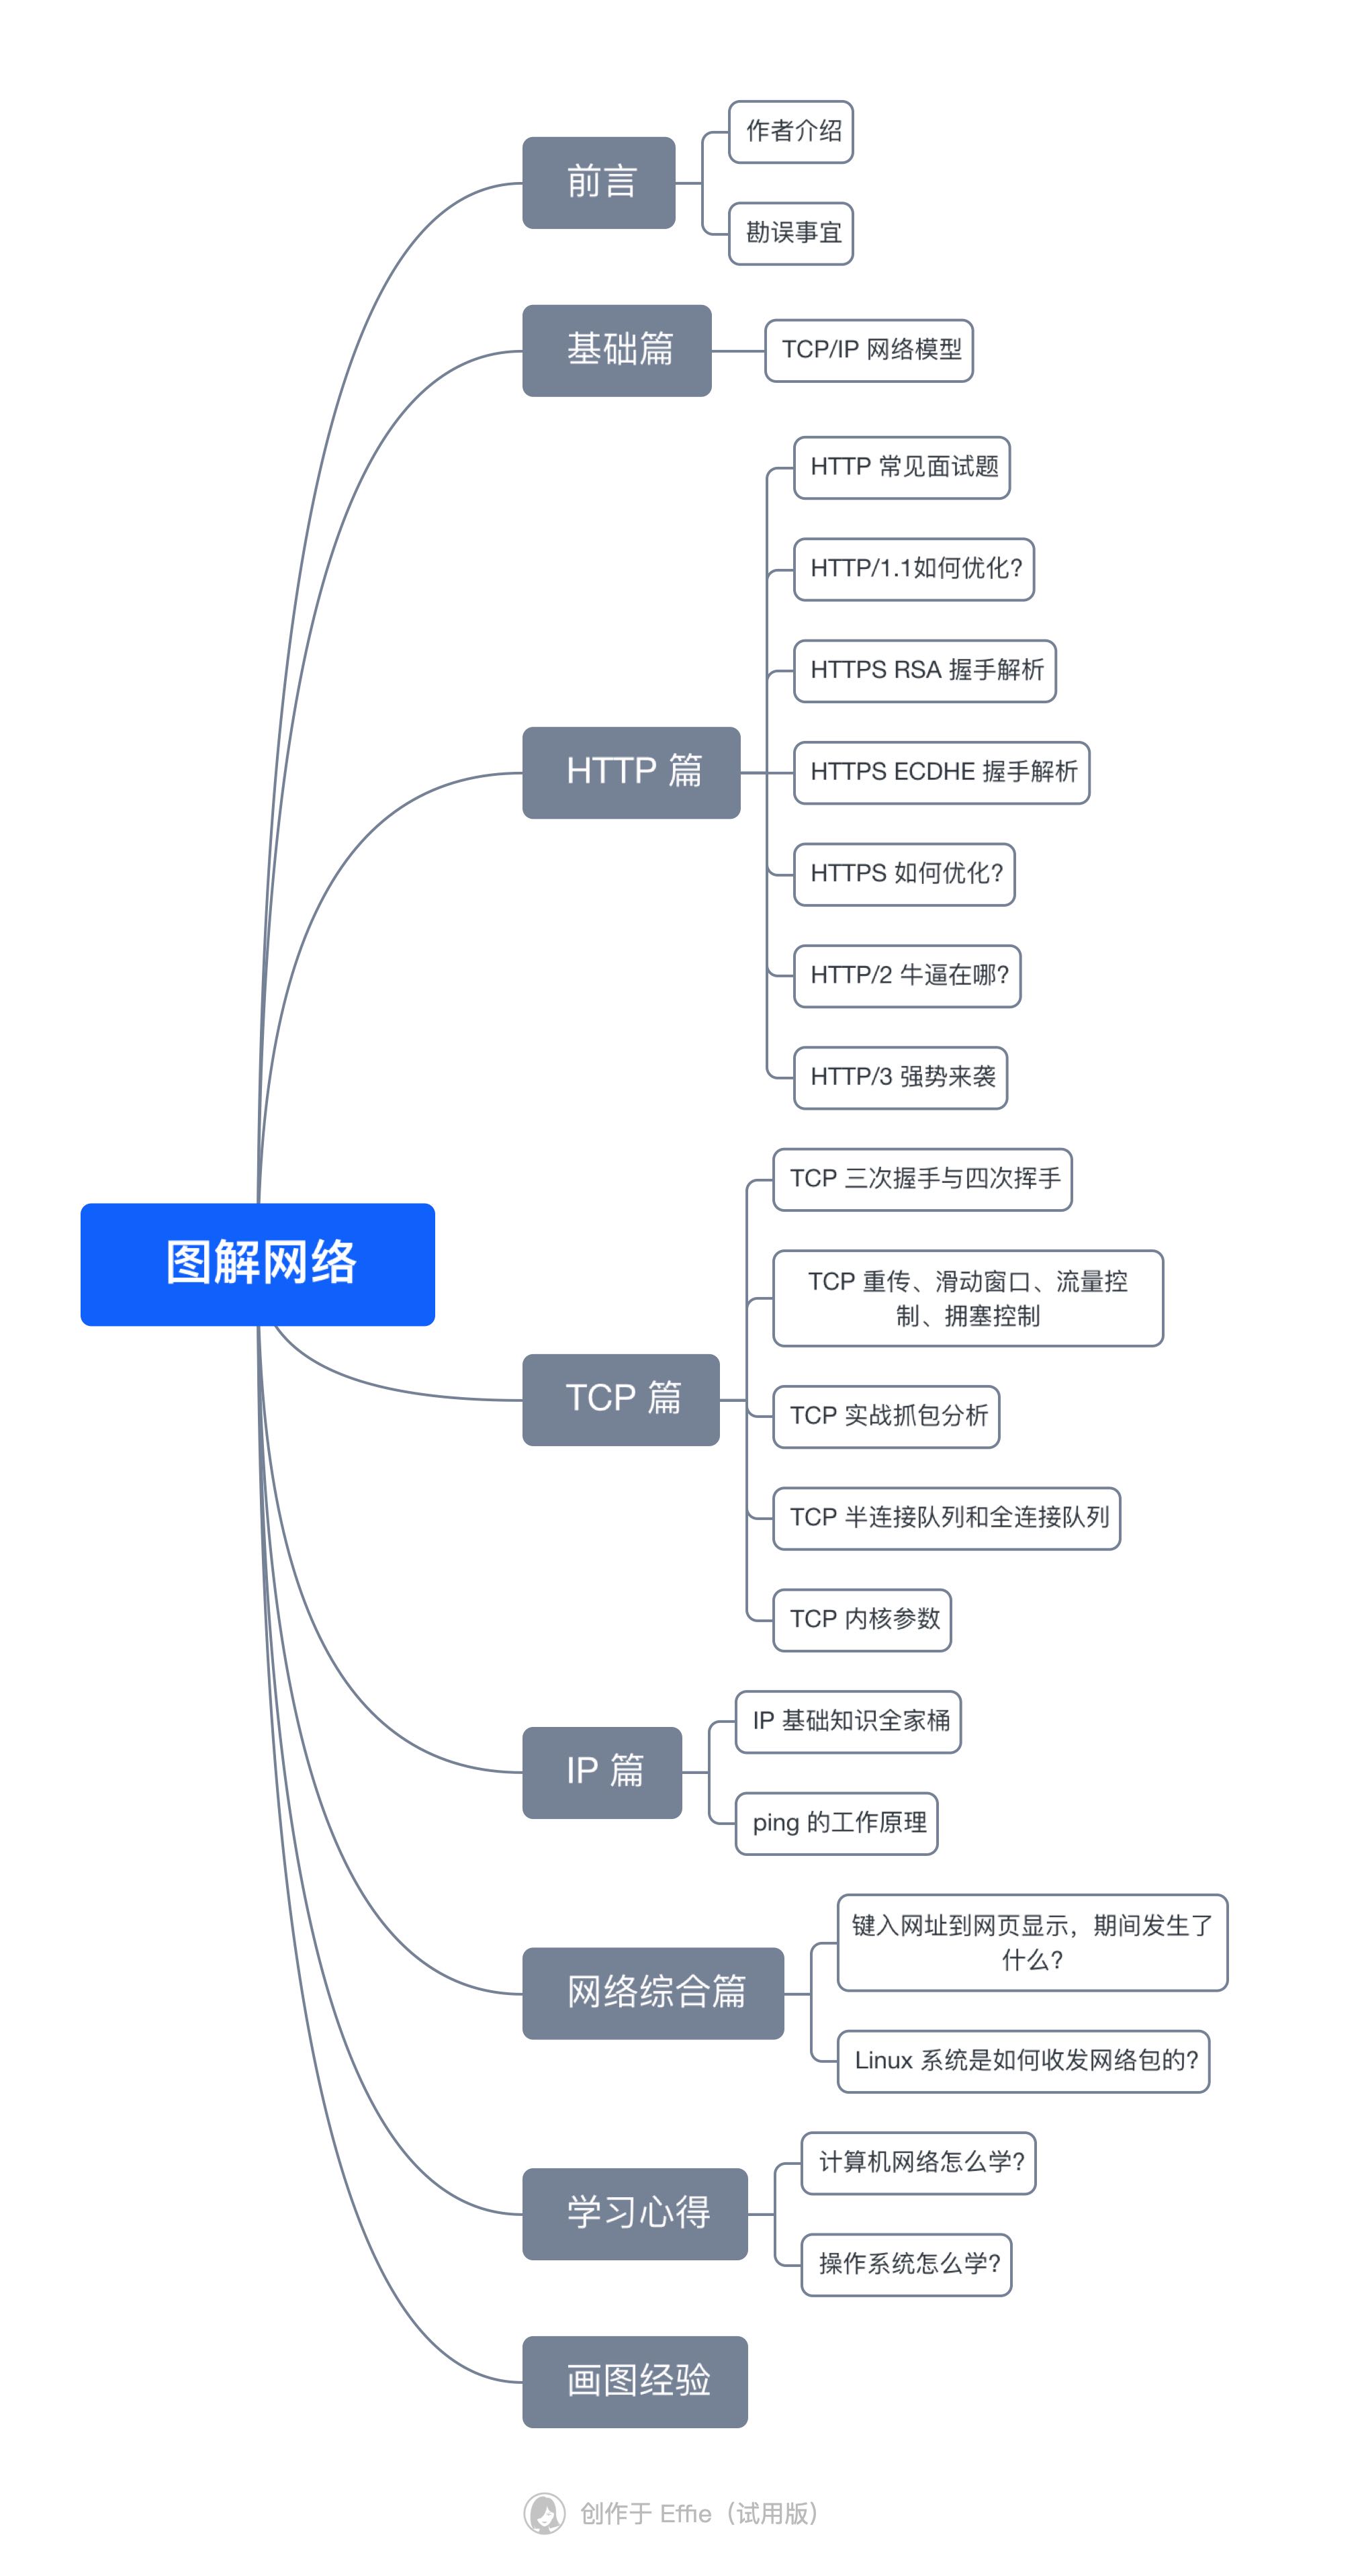 前言
作者介绍
勘误事宜
基础篇
TCP/IP 网络模型
HTTP 篇
HTTP 常见面试题
HTTP/1.1如何优化?
HTTPS RSA 握手解析
HTTPS ECDHE 握手解析
HTTPS 如何优化?
HTTP/2 牛逼在哪?
HTTP/3 强势来袭
图解网络
TCP 篇
TCP 三次握手与四次挥手
TCP 重传、滑动窗口、流量控
制、拥塞控制
TCP 实战抓包分析
TCP 半连接队列和全连接队列
TCP 内核参数
IP 篇
IP 基础知识全家桶
ping 的工作原理
网络综合篇
键入网址到网页显示，期间发生了
什么?
Linux 系统是如何收发网络包的?
学习心得
计算机网络怎么学?
操作系统怎么学?
画图经验
创作于 Effie（试用版）